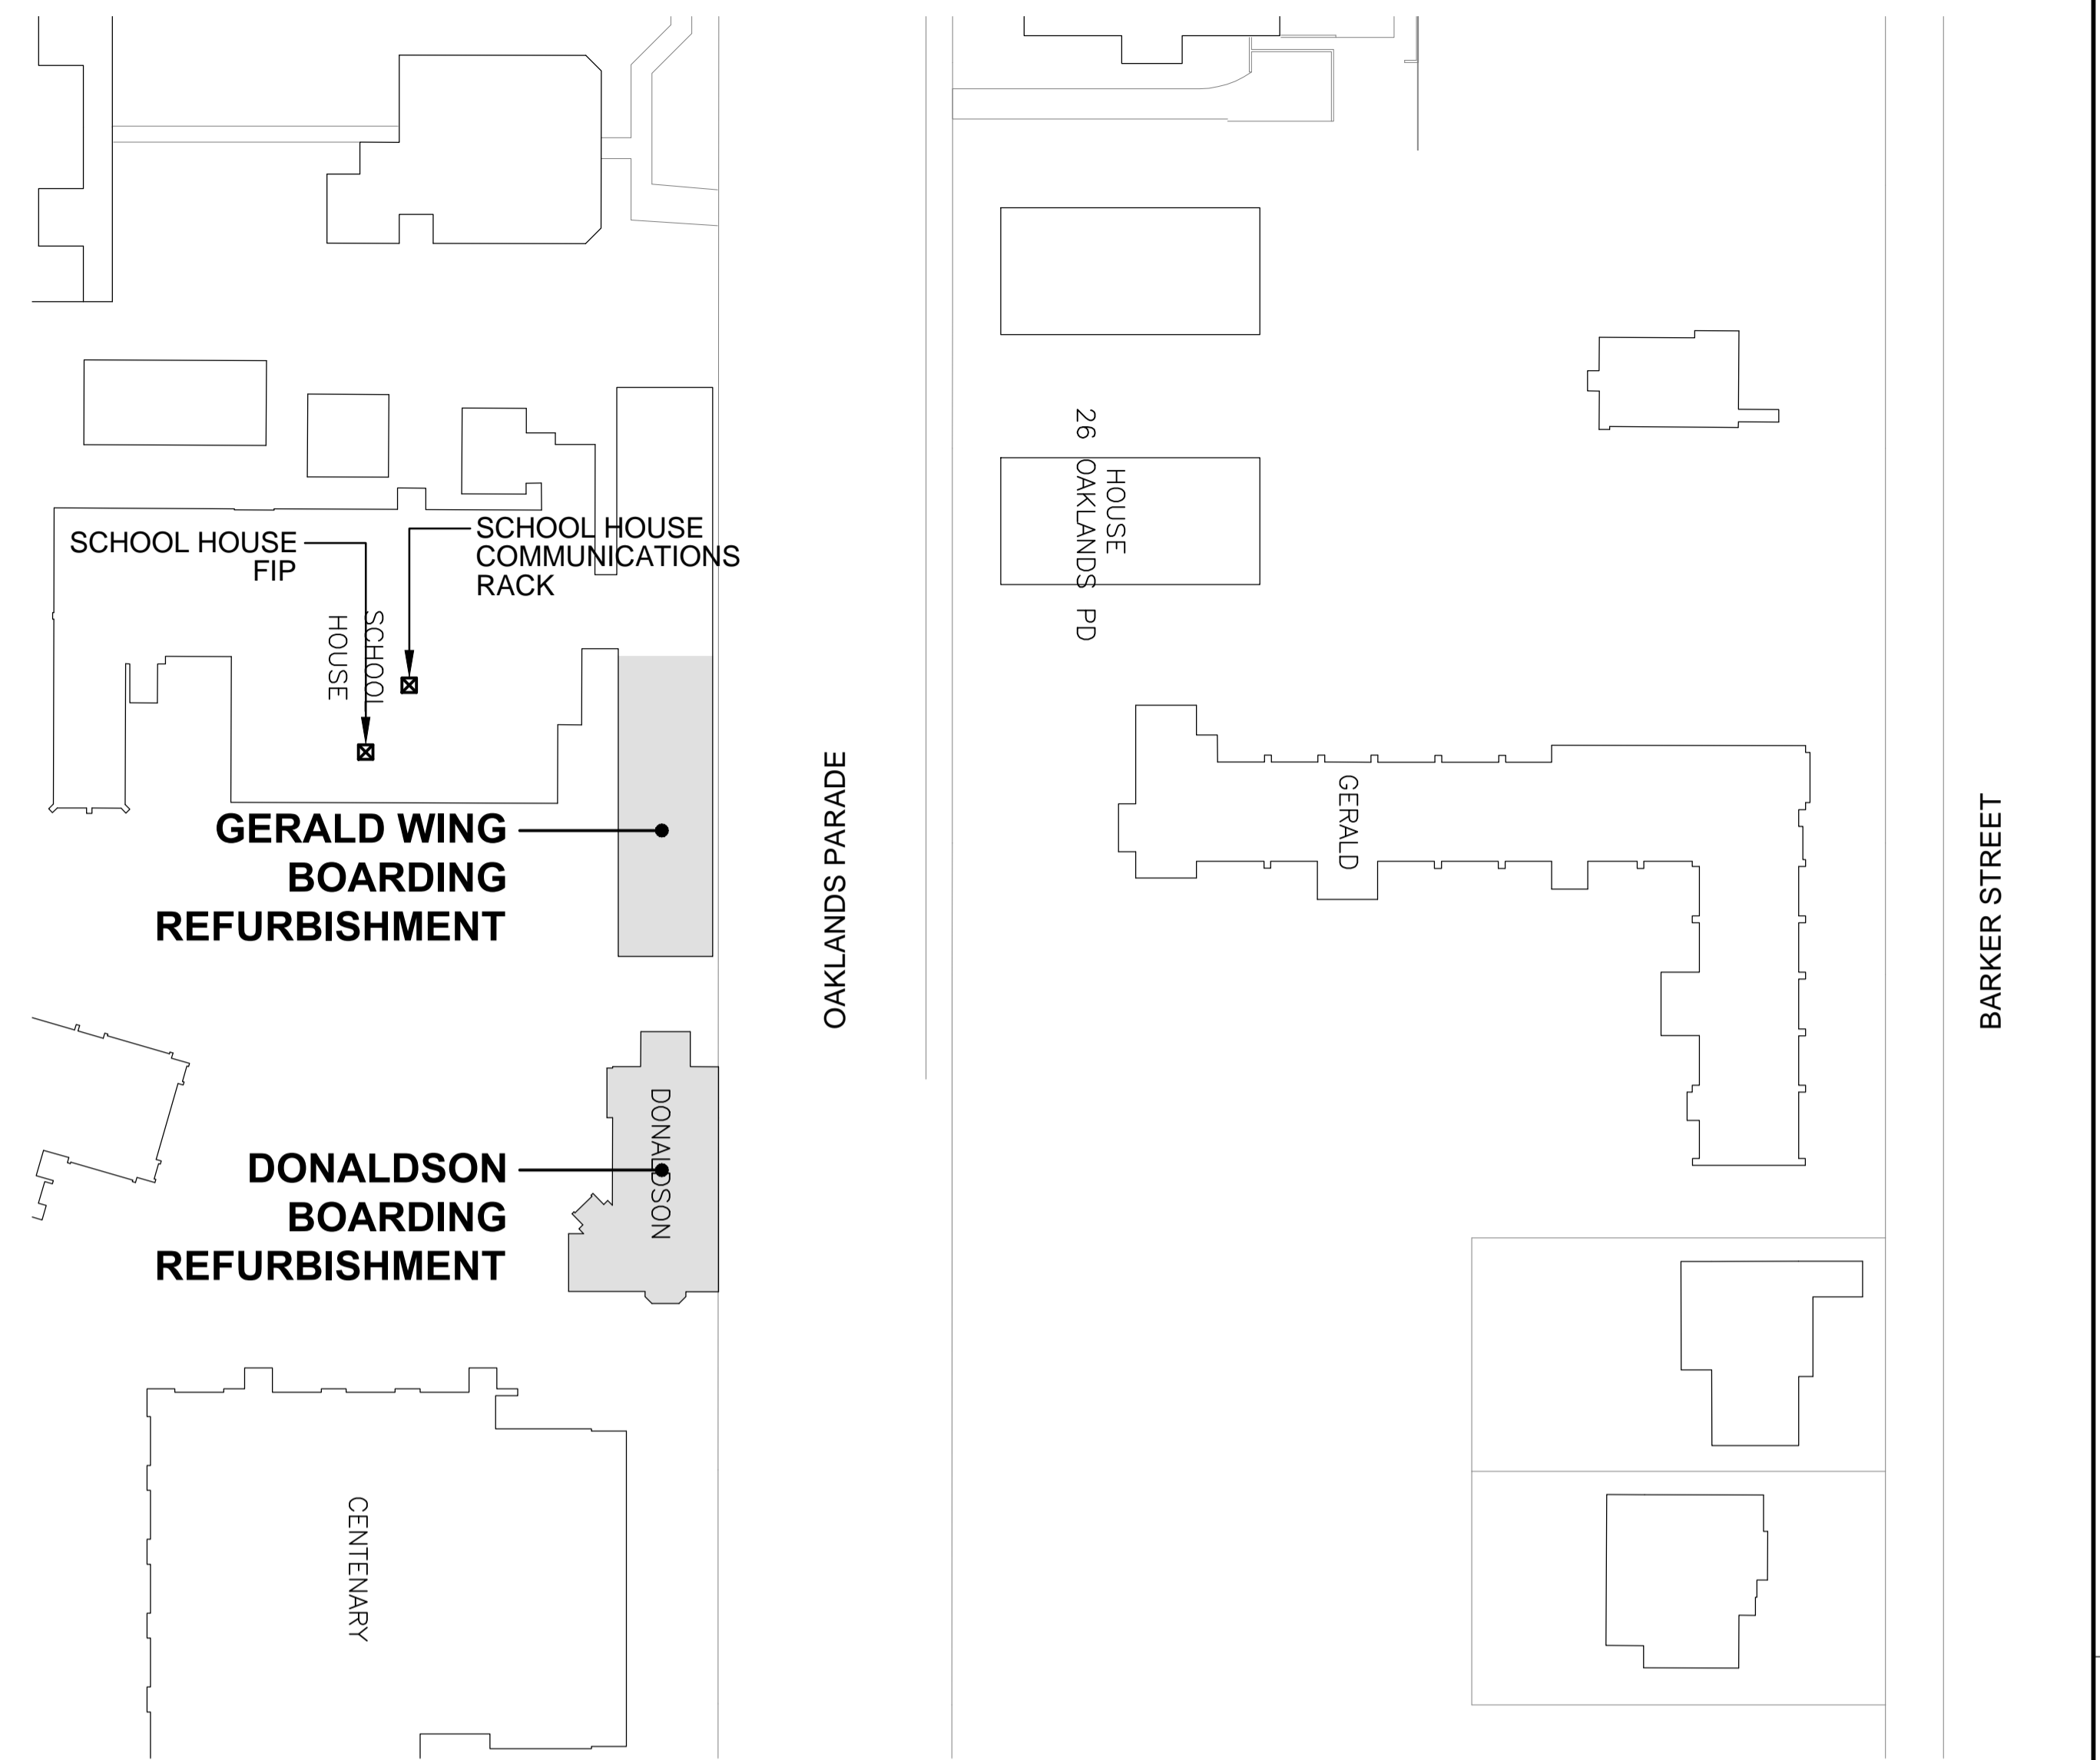 SCHOOL HOUSE
FIP
SCHOOL HOUSE
COMMUNICATIONS
RACK
SCHOOL
HOUSE
GERALD WING
BOARDING
REFURBISHMENT
DONALDSON
BOARDING
REFURBISHMENT
DONALDSON
CENTENARY
OAKLANDS PARADE
HOUSE
26 OAKLANDS PD
GERALD
BARKER STREET